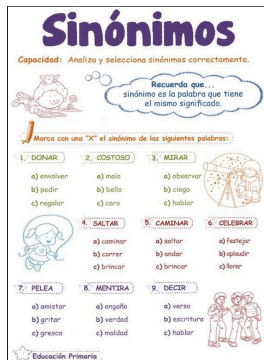 Sinónimos
Capacidad: Analiza y selecciona sinónimos correctamente.
Recuerda que...
sinónimo es la palabra que tiene
el mismo significado.
Marca con una "X" el sinónimo de las siguientes palabras:
1. DONAR
a) envolver
b) pedir
c) regalar
2. COSTOSO
a) malo
b) bello
c) caro
3. MIRAR
a) observar
b) ciego
c) hablar
4. SALTAR
a) caminar
b) correr
c) brincar
5. CAMINAR
a) saltar
b) andar
c) brincar
6. CELEBRAR
a) festejar
b) aplaudir
c) llorar
7. PELEA
a) amistar
b) gritar
c) gresca
8. MENTIRA
a) engaño
b) verdad
c) maldad
9. DECIR
a) verso
b) escritura
c) hablar
Educación Primaria